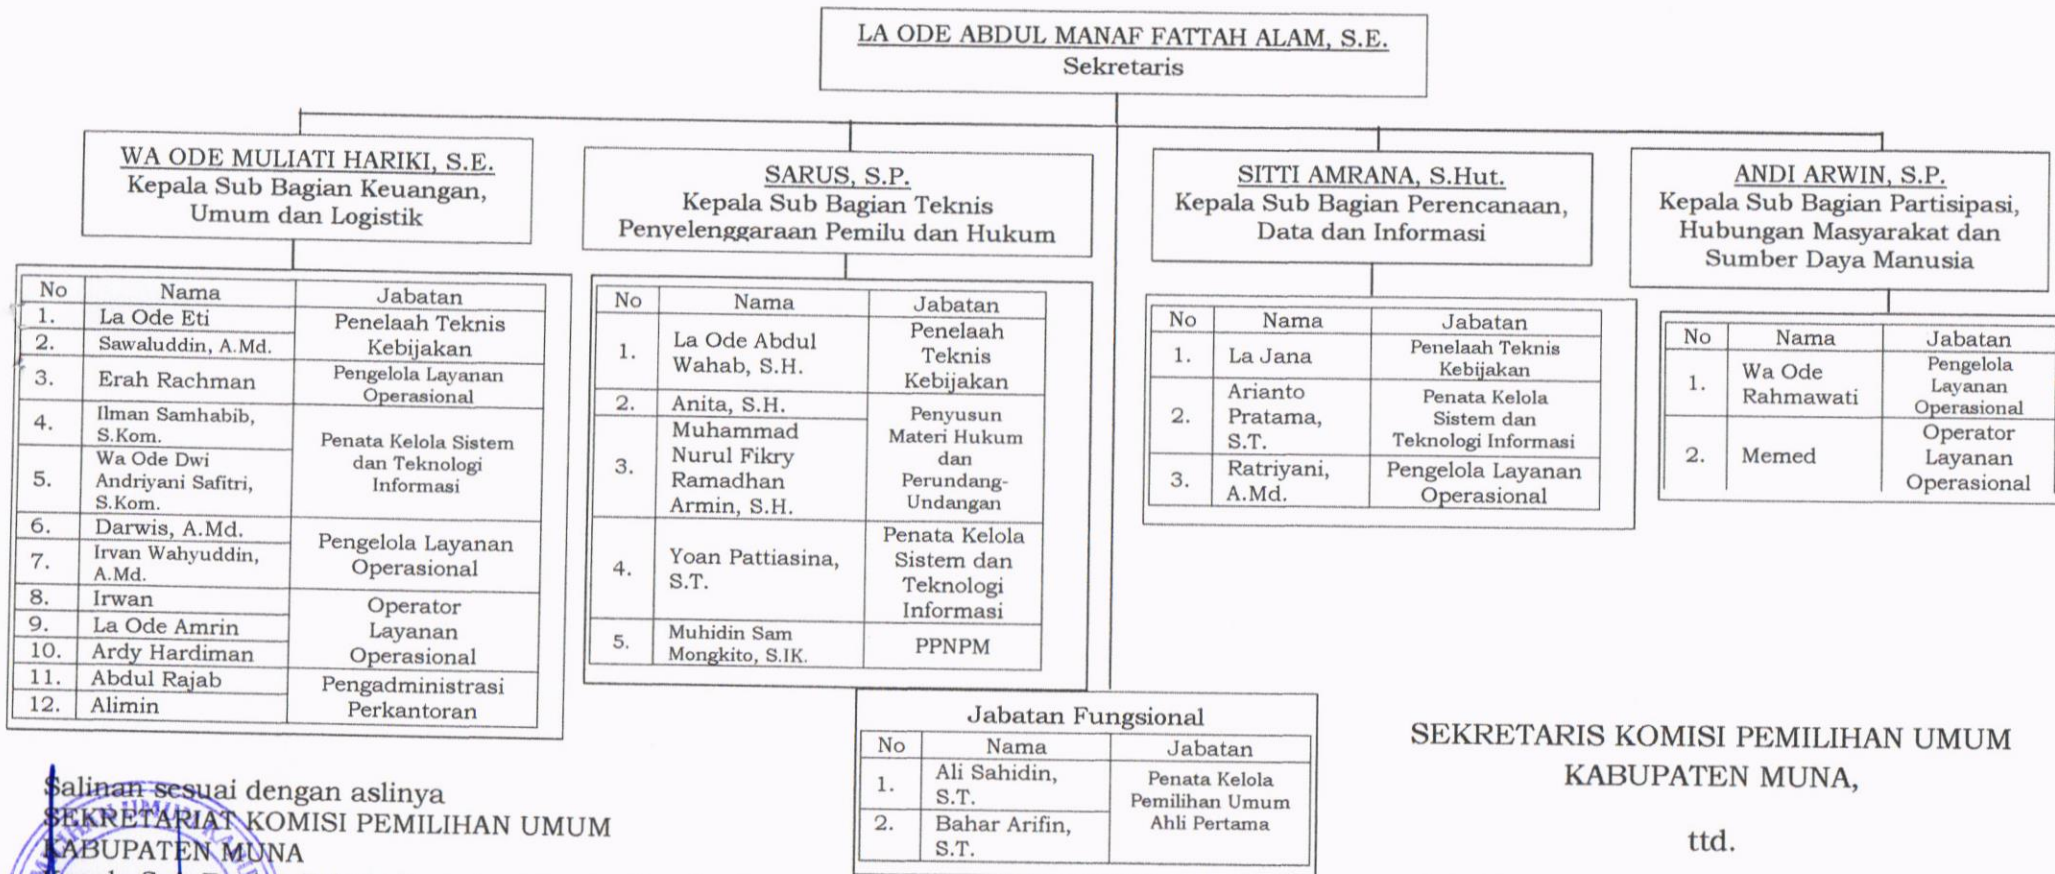 LA ODE ABDUL MANAF FATTAH ALAM, S.E.
Sekretaris
WA ODE MULIATI HARIKI, S.E.
Kepala Sub Bagian Keuangan,
Umum dan Logistik
No Nama Jabatan
1. La Ode Eti Penelaah Teknis
2. Sawaluddin, A.Md. Kebijakan
3. Erah Rachman Pengelola Layanan
Operasional
4. Ilman Samhabib,
S.Kom.
Penata Kelola Sistem
dan Teknologi
Informasi
5. Wa Ode Dwi
Andriyani Safitri,
S.Kom.
6. Darwis, A.Md. Pengelola Layanan
7. Irvan Wahyuddin, Operasional
A.Md.
8. Irwan Operator
9. La Ode Amrin Layanan
10. Ardy Hardiman Operasional
11. Abdul Rajab Pengadministrasi
12. Alimin Perkantoran
SARUS, S.P.
Kepala Sub Bagian Teknis
Penyelenggaraan Pemilu dan Hukum
No Nama Jabatan
1. La Ode Abdul
Wahab, S.H.
Penelaah
Teknis
Kebijakan
2. Anita, S.H.
3. Muhammad
Nurul Fikry
Ramadhan
Armin, S.H.
Penyusun
Materi Hukum
dan
Perundang-
Undangan
4. Yoan Pattiasina,
S.T.
Penata Kelola
Sistem dan
Teknologi
Informasi
5. Muhidin Sam
Mongkito, S.IK.
PPNPM
SITTI AMRANA, S.Hut.
Kepala Sub Bagian Perencanaan,
Data dan Informasi
No Nama Jabatan
1. La Jana Penelaah Teknis
Kebijakan
2. Arianto
Pratama,
S.T.
Penata Kelola
Sistem dan
Teknologi Informasi
3. Ratriyani,
A.Md.
Pengelola Layanan
Operasional
ANDI ARWIN, S.P.
Kepala Sub Bagian Partisipasi,
Hubungan Masyarakat dan
Sumber Daya Manusia
No Nama Jabatan
1. Wa Ode
Rahmawati
Pengelola
Layanan
Operasional
2. Memed
Operator
Layanan
Operasional
Jabatan Fungsional
No Nama Jabatan
1. Ali Sahidin,
S.T.
2. Bahar Arifin,
S.T.
Penata Kelola
Pemilihan Umum
Ahli Pertama
Salinan sesuai dengan aslinya
SEKRETARIAT KOMISI PEMILIHAN UMUM
KABUPATEN MUNA
SEKRETARIS KOMISI PEMILIHAN UMUM
KABUPATEN MUNA,
ttd.